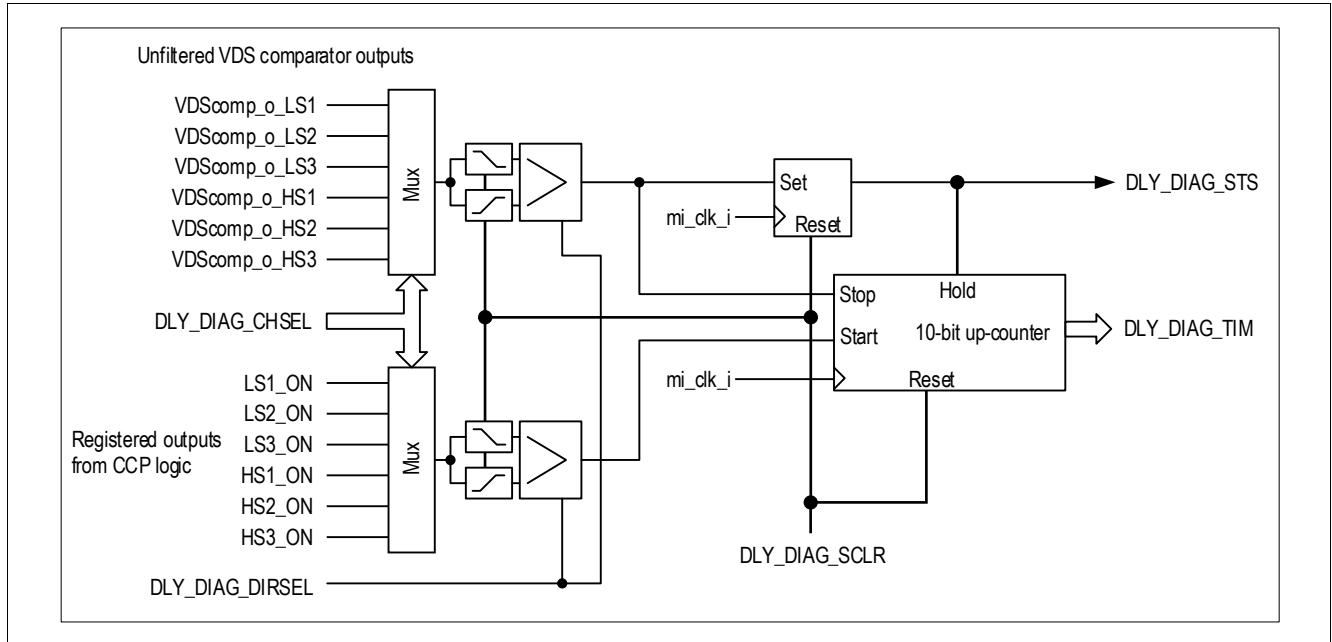 Unfiltered VDS comparator outputs
VDScomp_o_LS1
VDScomp_o_LS2
VDScomp_o_LS3
VDScomp_o_HS1
VDScomp_o_HS2
VDScomp_o_HS3
Mux
DLY_DIAG_CHSEL
LS1_ON
LS2_ON
LS3_ON
HS1_ON
HS2_ON
HS3_ON
Registered outputs
from CCP logic
Mux
DLY_DIAG_DIRSEL
Set
mi_clk_i
Reset
DLY_DIAG_STS
Stop
Hold
Start
10-bit up-counter
DLY_DIAG_TIM
mi_clk_i
Reset
DLY_DIAG_SCLR